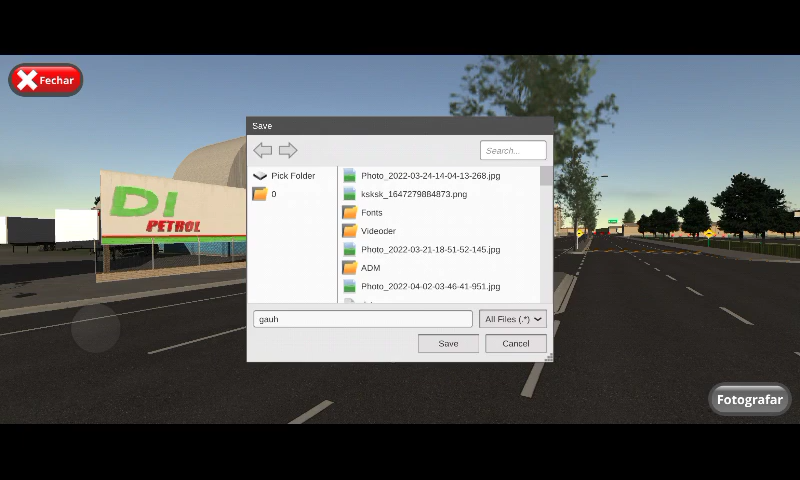 Fechar
Save
Search...
Pick Folder
0
Photo_2022-03-24-14-04-13-268.jpg
ksksk_1647279884873.png
Fonts
Videoder
Photo_2022-03-21-18-51-52-145.jpg
ADM
Photo_2022-04-02-03-46-41-951.jpg
gauh
All Files (.*)
Save
Cancel
DI
PETROL
Fotografar